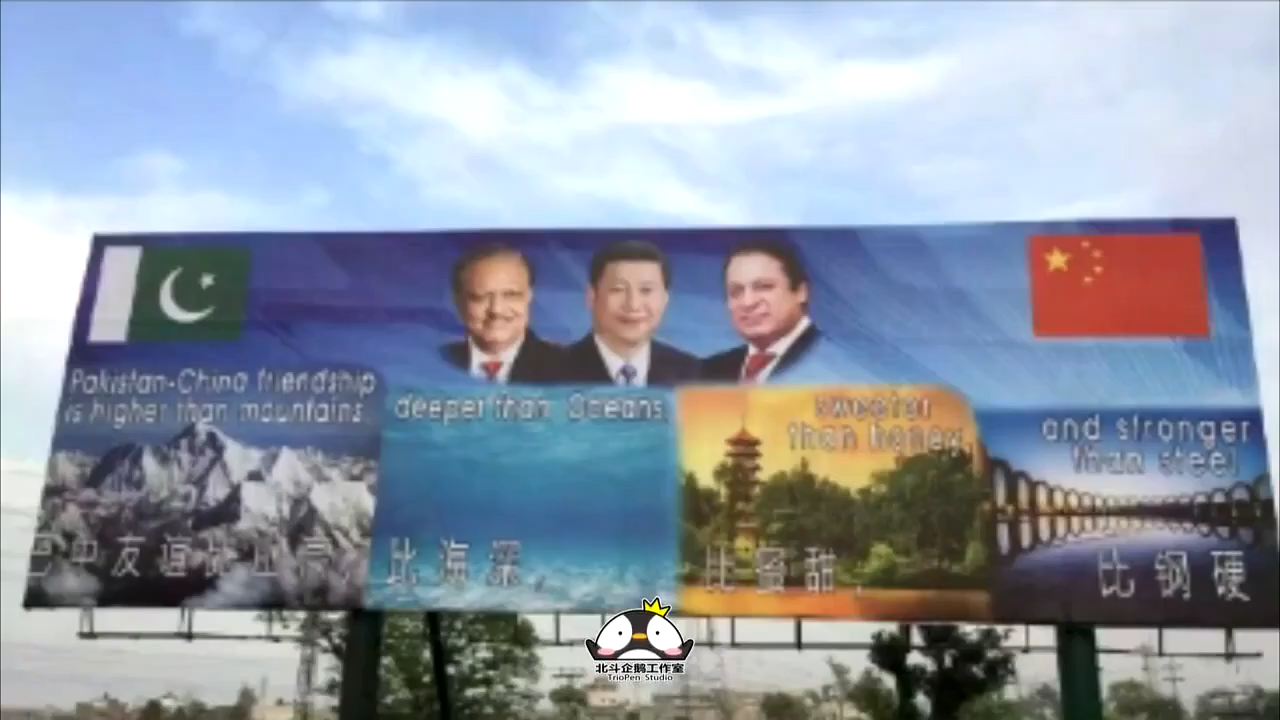 Pakistan-China friendship
is higher than mountains,
deeper than Oceans,
sweeter
than honey,
and stronger
than steel
巴中友谊比山高,
比海深,
比蜜甜,
比钢硬
北斗企鹅工作室
TrioPen Studio